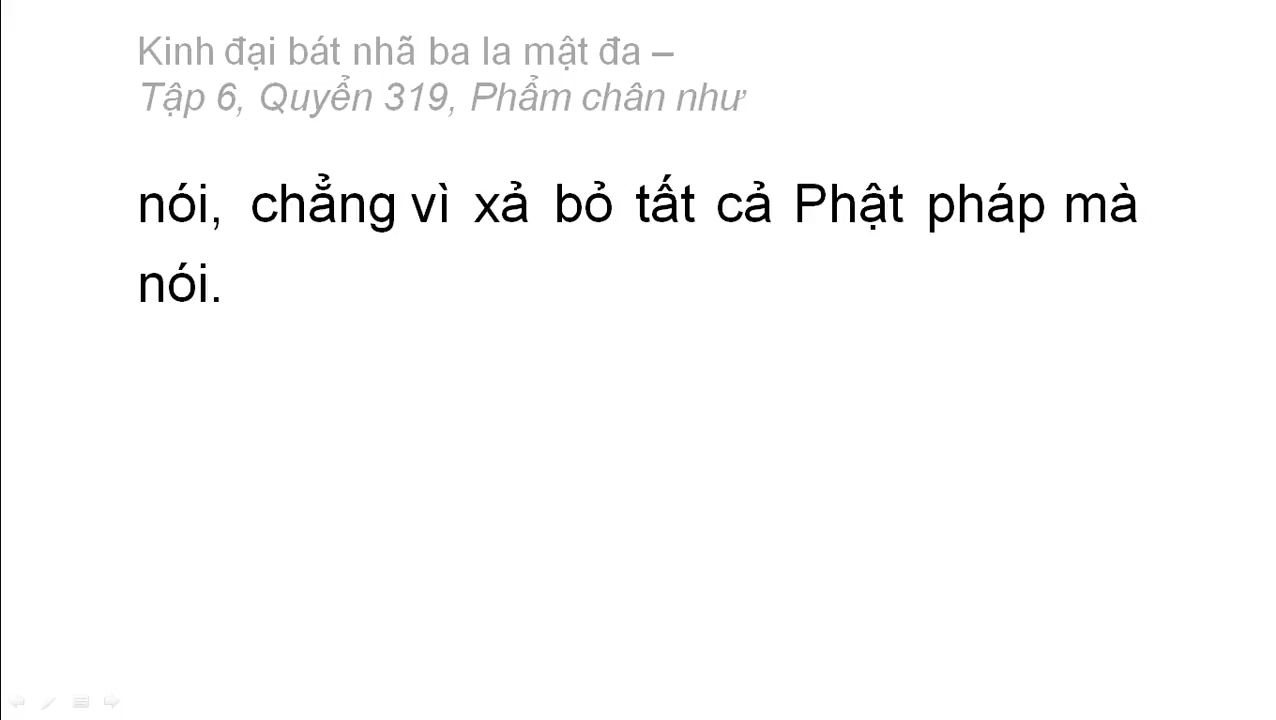 Kinh đại bát nhã ba la mật đa –
Tập 6, Quyển 319, Phẩm chân như
nói, chẳng vì xả bỏ tất cả Phật pháp mà
nói.